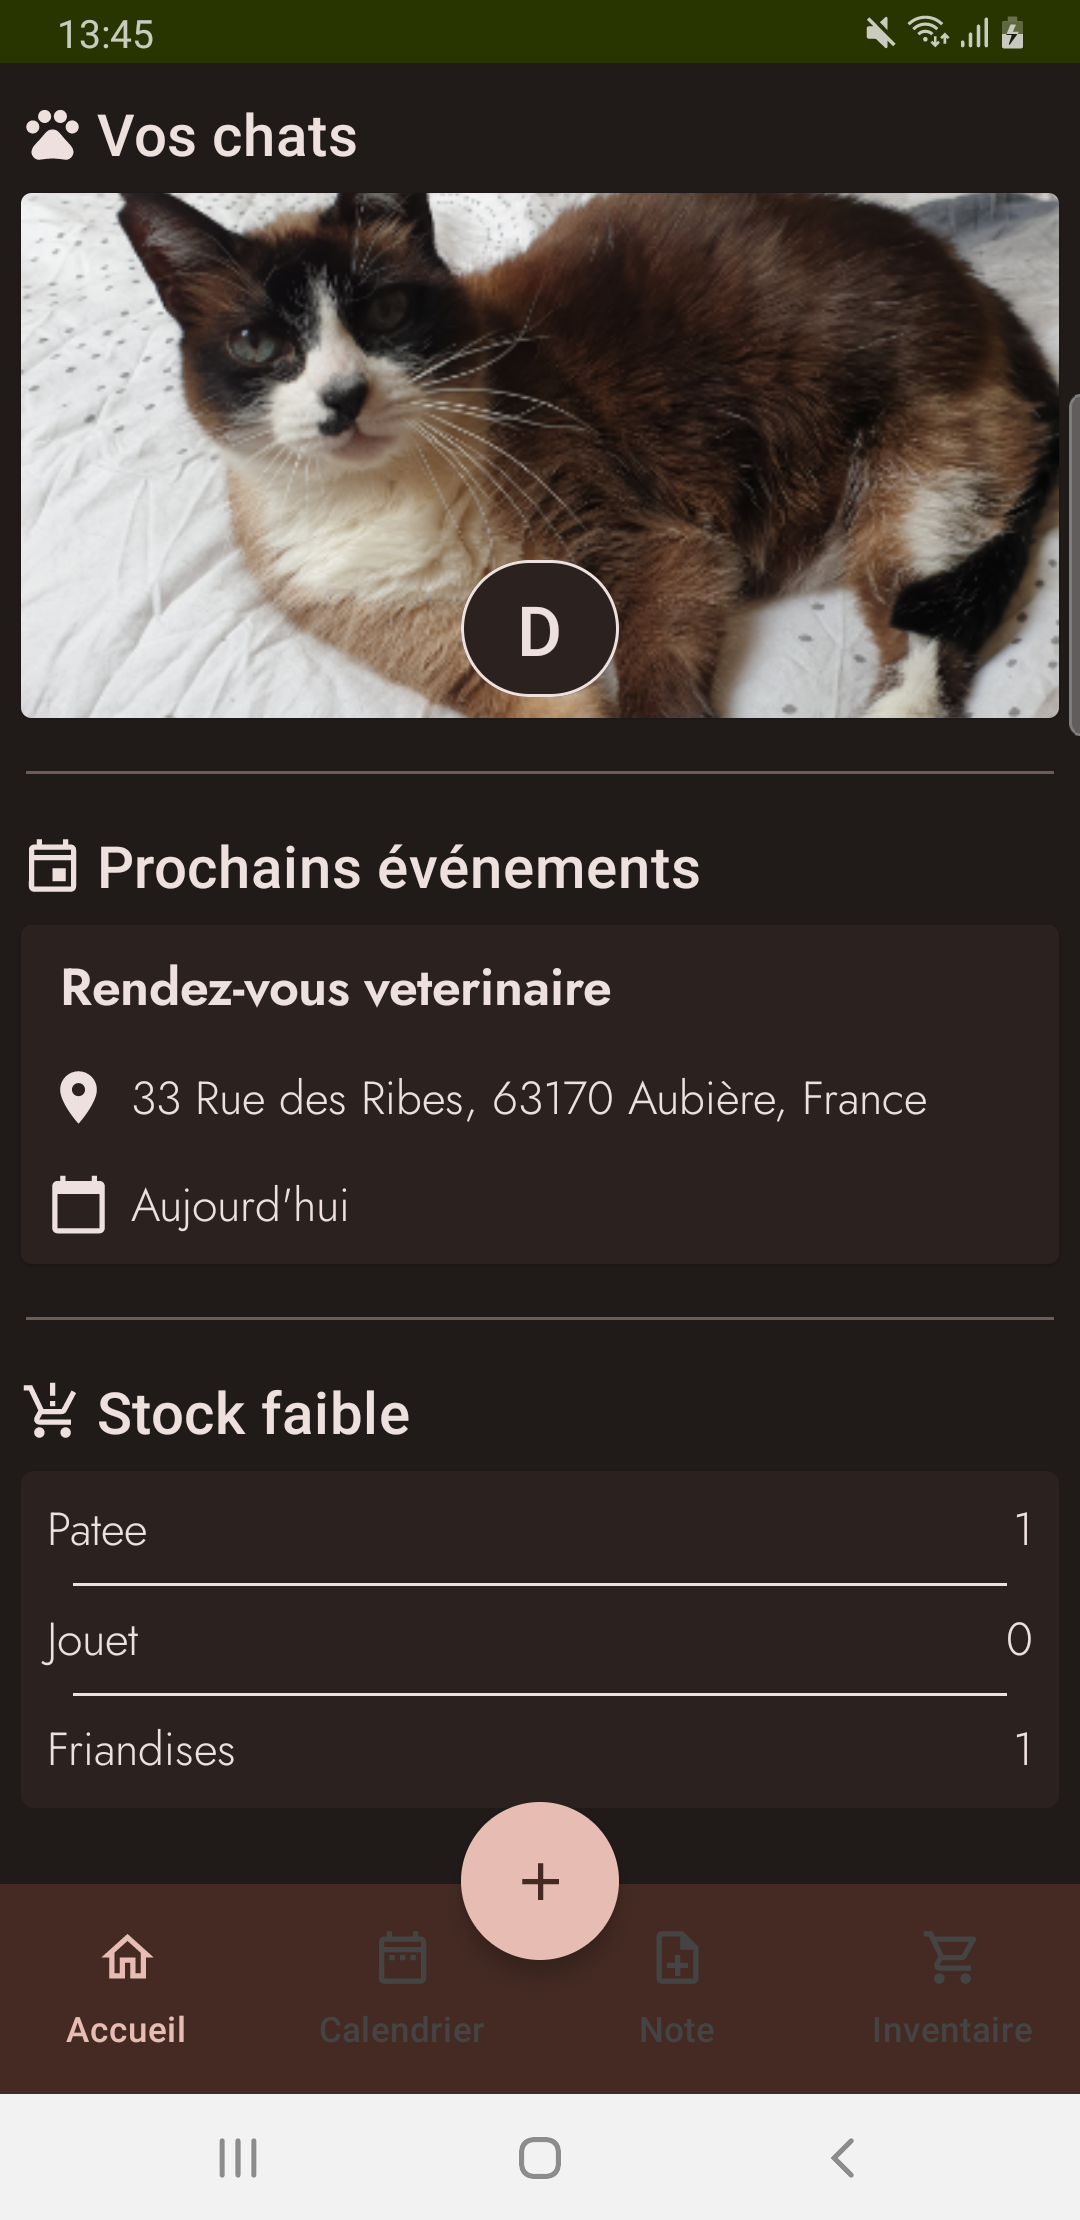 13:45
Vos chats
D
Prochains événements
Rendez-vous veterinaire
33 Rue des Ribes, 63170 Aubière, France
Aujourd'hui
Stock faible
Patee 1
Jouet 0
Friandises 1
+
Accueil Calendrier Note Inventaire